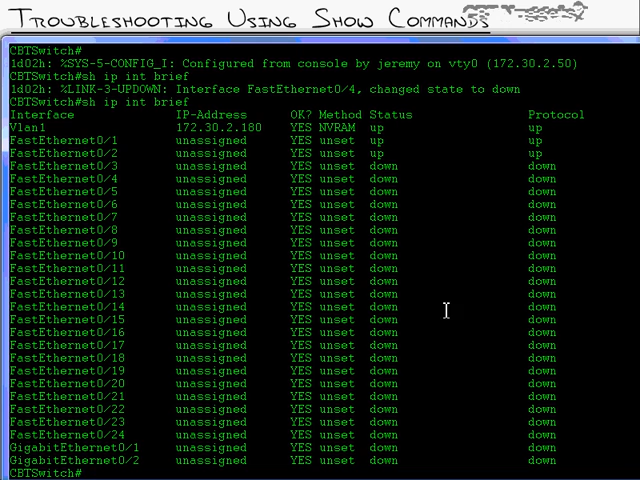 Troubleshooting Using Show Commands
CBTSwitch#
1d02h: %SYS-5-CONFIG_I: Configured from console by jeremy on vty0 (172.30.2.50)
CBTSwitch#sh ip int brief
1d02h: %LINK-3-UPDOWN: Interface FastEthernet0/4, changed state to down
CBTSwitch#sh ip int brief
Interface IP-Address OK? Method Status Protocol
Vlan1 172.30.2.180 YES NVRAM up up
FastEthernet0/1 unassigned YES unset up up
FastEthernet0/2 unassigned YES unset up up
FastEthernet0/3 unassigned YES unset down down
FastEthernet0/4 unassigned YES unset down down
FastEthernet0/5 unassigned YES unset down down
FastEthernet0/6 unassigned YES unset down down
FastEthernet0/7 unassigned YES unset down down
FastEthernet0/8 unassigned YES unset down down
FastEthernet0/9 unassigned YES unset down down
FastEthernet0/10 unassigned YES unset down down
FastEthernet0/11 unassigned YES unset down down
FastEthernet0/12 unassigned YES unset down down
FastEthernet0/13 unassigned YES unset down down
FastEthernet0/14 unassigned YES unset down down
FastEthernet0/15 unassigned YES unset down down
FastEthernet0/16 unassigned YES unset down down
FastEthernet0/17 unassigned YES unset down down
FastEthernet0/18 unassigned YES unset down down
FastEthernet0/19 unassigned YES unset down down
FastEthernet0/20 unassigned YES unset down down
FastEthernet0/21 unassigned YES unset down down
FastEthernet0/22 unassigned YES unset down down
FastEthernet0/23 unassigned YES unset down down
FastEthernet0/24 unassigned YES unset down down
GigabitEthernet0/1 unassigned YES unset down down
GigabitEthernet0/2 unassigned YES unset down down
CBTSwitch#